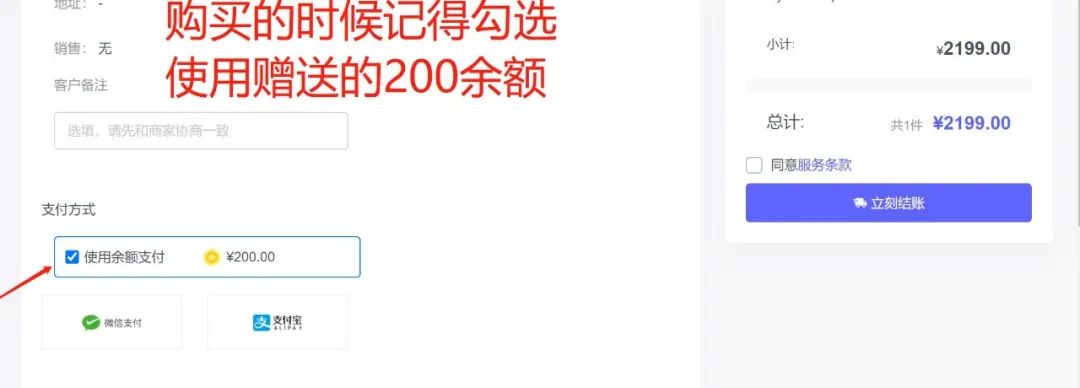 地址： -
购买的时候记得勾选
使用赠送的200余额
销售： 无
客户备注
选填，请先和商家协商一致
支付方式
使用余额支付 ¥200.00
微信支付
支付宝
ALIPAY
小计:
¥2199.00
总计:
共1件 ¥2199.00
同意服务条款
立刻结账